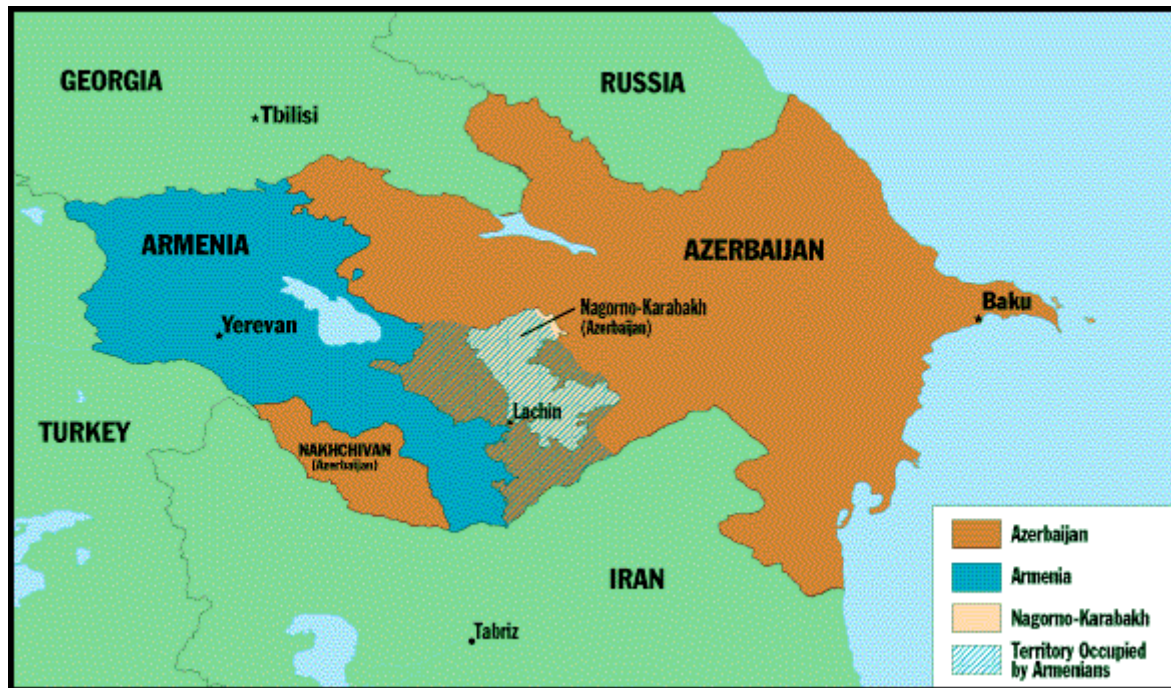 GEORGIA
RUSSIA
Tbilisi
ARMENIA
AZERBAIJAN
Nagorno-Karabakh
(Azerbaijan)
Baku
Yerevan
Lachin
TURKEY
NAKHCHIVAN
(Azerbaijan)
IRAN
Tabriz
Azerbaijan
Armenia
Nagorno-Karabakh
Territory Occupied
by Armenians